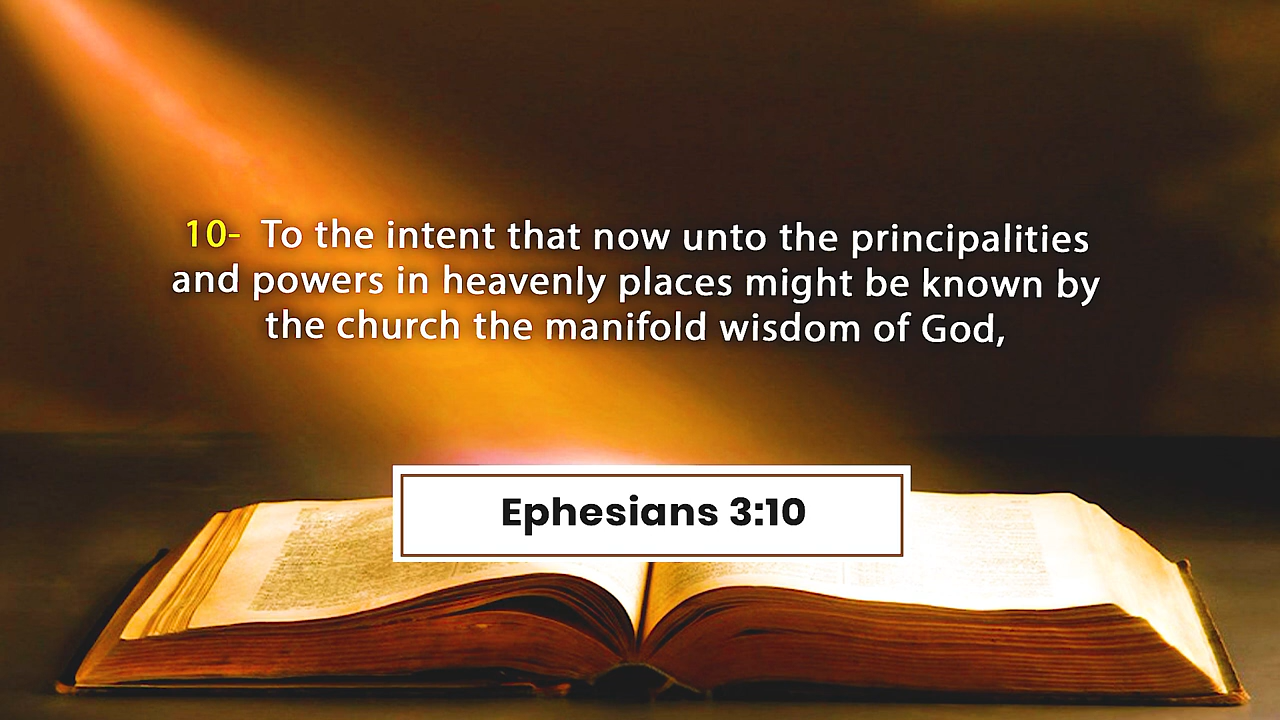 10- To the intent that now unto the principalities
and powers in heavenly places might be known by
the church the manifold wisdom of God,
Ephesians 3:10